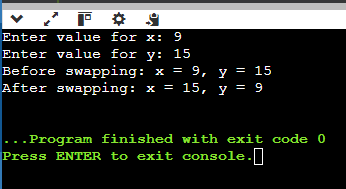 Enter value for x: 9
Enter value for y: 15
Before swapping: x = 9, y = 15
After swapping: x = 15, y = 9
...Program finished with exit code 0
Press ENTER to exit console.